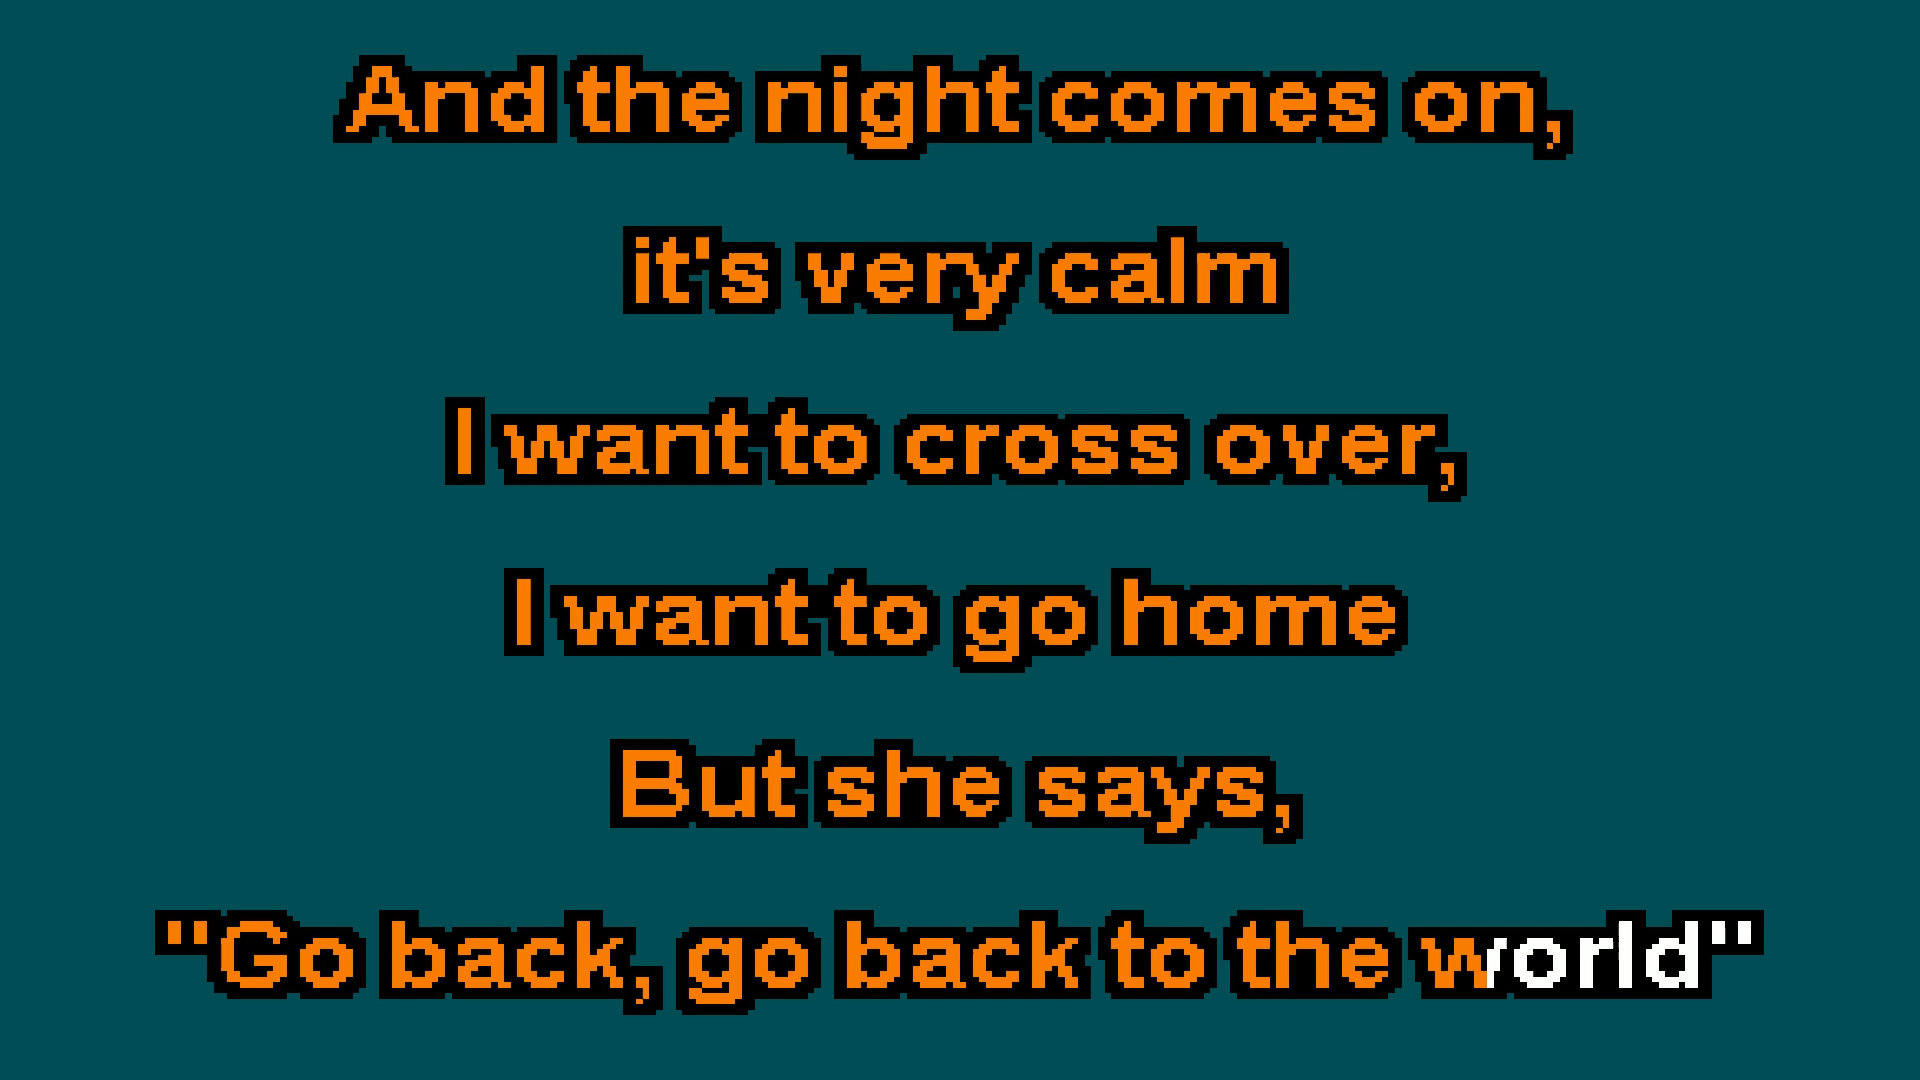 And the night comes on,
it's very calm
I want to cross over,
I want to go home
But she says,
"Go back, go back to the world"